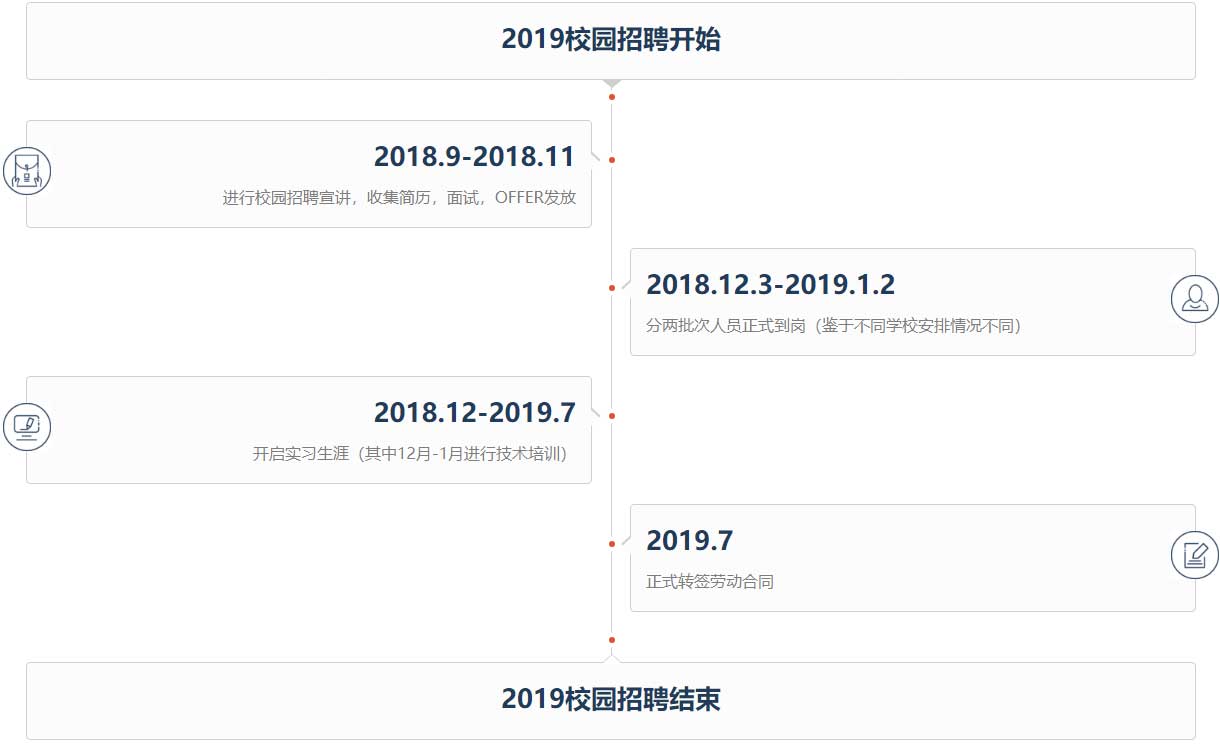 2019校园招聘开始
2018.9-2018.11
进行校园招聘宣讲，收集简历，面试，OFFER发放
2018.12.3-2019.1.2
分两批次人员正式到岗（鉴于不同学校安排情况不同）
2018.12-2019.7
开启实习生涯（其中12月-1月进行技术培训）
2019.7
正式转签劳动合同
2019校园招聘结束